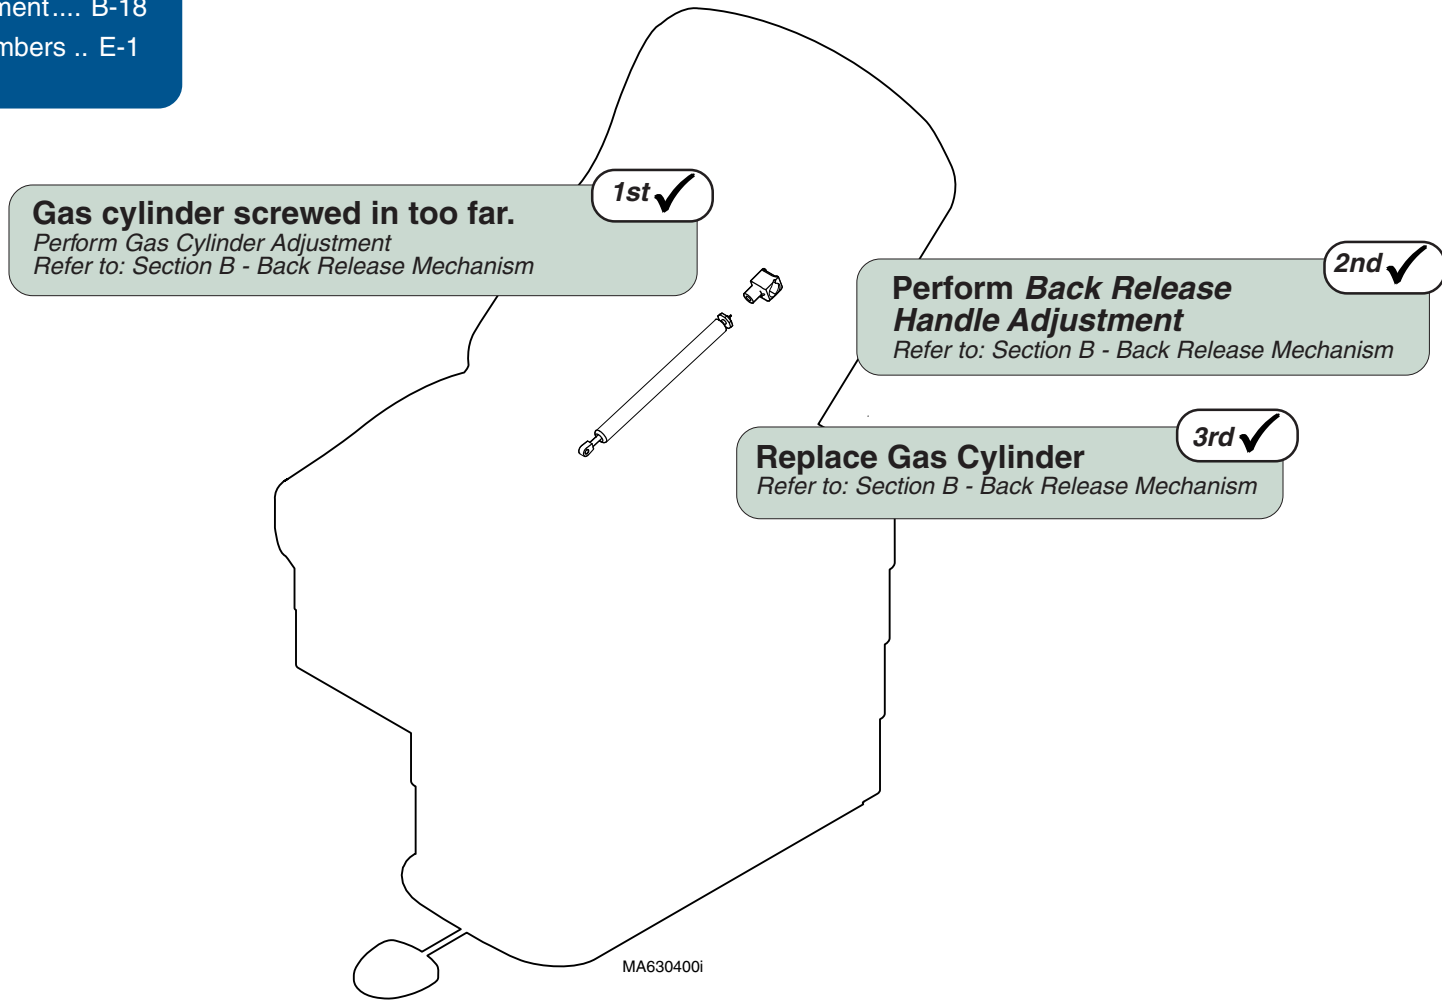 ment.... B-18
mbers .. E-1
1st
Gas cylinder screwed in too far.
Perform Gas Cylinder Adjustment
Refer to: Section B - Back Release Mechanism
2nd
Perform Back Release
Handle Adjustment
Refer to: Section B - Back Release Mechanism
3rd
Replace Gas Cylinder
Refer to: Section B - Back Release Mechanism
MA630400i